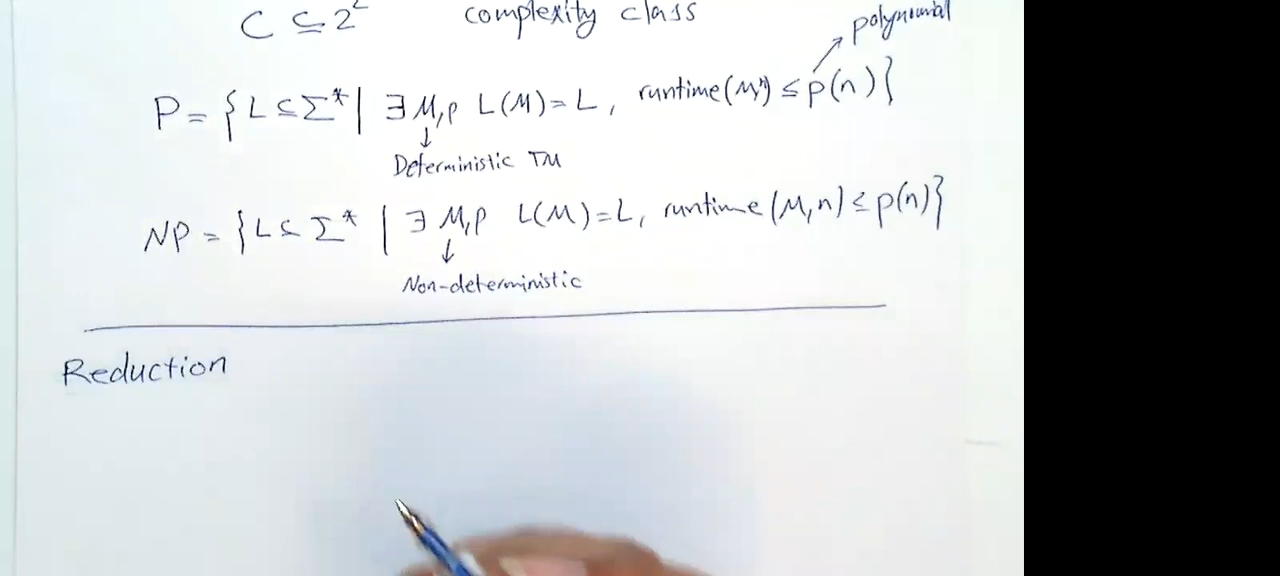 C ⊆ 2^L complexity class
polynomial
P = { L ⊆ Σ* | ∃ M,p L(M) = L, runtime(M,n) ≤ p(n) }
Deterministic TM
NP = { L ⊆ Σ* | ∃ M,p L(M) = L, runtime(M,n) ≤ p(n) }
Non-deterministic
Reduction